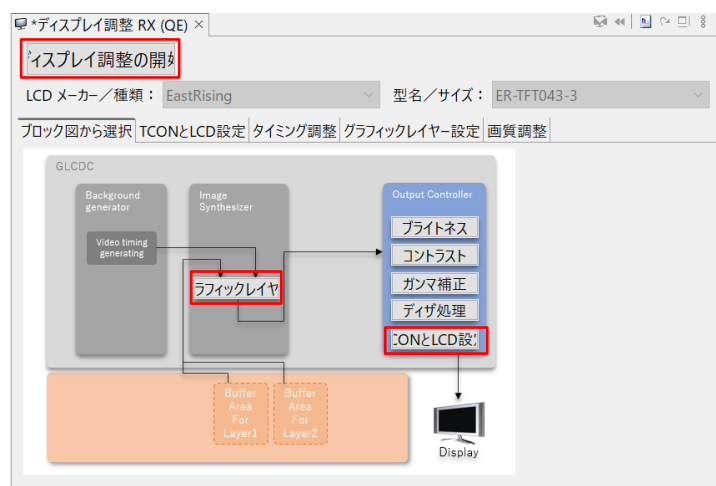 *ディスプレイ調整 RX (QE)
ィスプレイ調整の開始
LCD メーカー／種類： EastRising 型名／サイズ： ER-TFT043-3
ブロック図から選択 TCONとLCD設定 タイミング調整 グラフィックレイヤー設定 画質調整
GLCDC
Background
generator
Image
Synthesizer
Output Controller
Video timing
generating
ブライトネス
コントラスト
ガンマ補正
ディザ処理
ラフィックレイヤ
CONとLCD設
Buffer
Area
For
Layer1
Buffer
Area
For
Layer2
Display